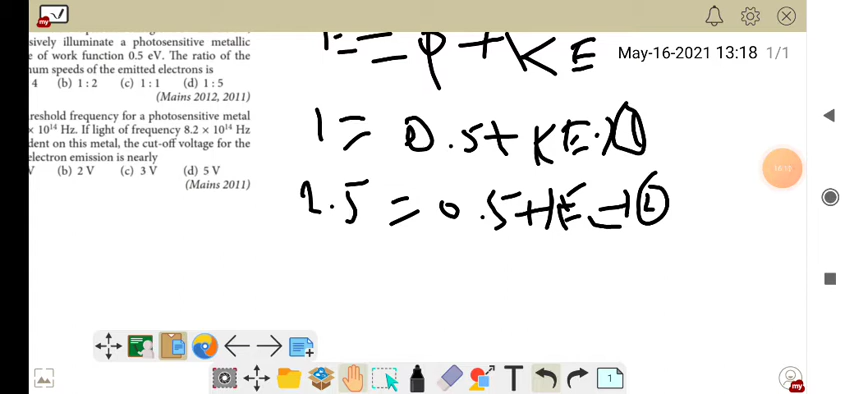 sively illuminate a photosensitive metallic
e of work function 0.5 eV. The ratio of the
num speeds of the emitted electrons is
4 (b) 1 : 2 (c) 1 : 1 (d) 1 : 5
(Mains 2012, 2011)
reshold frequency for a photosensitive metal
× 10¹⁴ Hz. If light of frequency 8.2 × 10¹⁴ Hz
dent on this metal, the cut-off voltage for the
electron emission is nearly
V (b) 2 V (c) 3 V (d) 5 V
(Mains 2011)
E = φ + KE
May-16-2021 13:18 1/1
1 = 0.5 + KE
2.5 = 0.5 + KE → ②
T
1
my
my